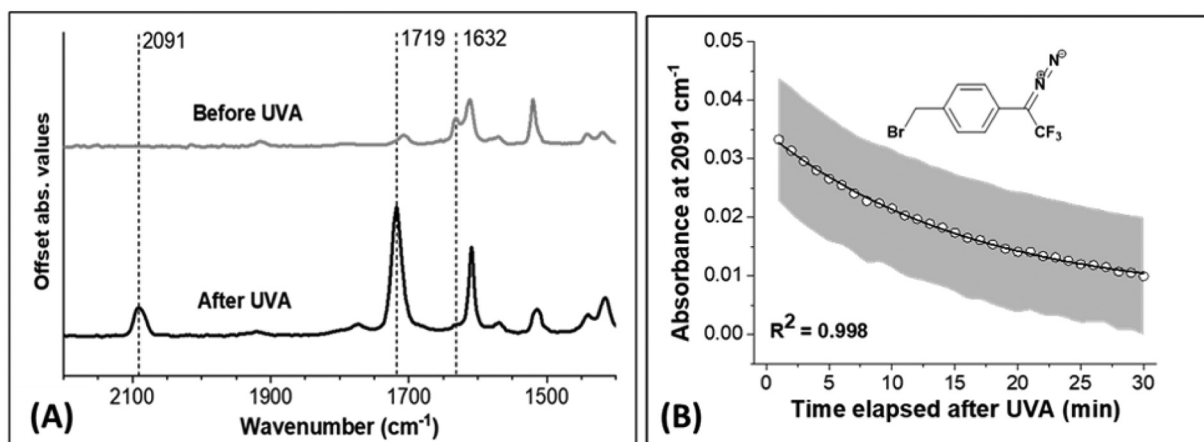 2091
1719
1632
Before UVA
After UVA
Offset abs. values
2100
1900
1700
1500
Wavenumber (cm⁻¹)
(A)
0.05
0.04
0.03
0.02
0.01
0.00
Absorbance at 2091 cm⁻¹
Br
N⊕
N⊖
CF₃
R² = 0.998
0
5
10
15
20
25
30
Time elapsed after UVA (min)
(B)